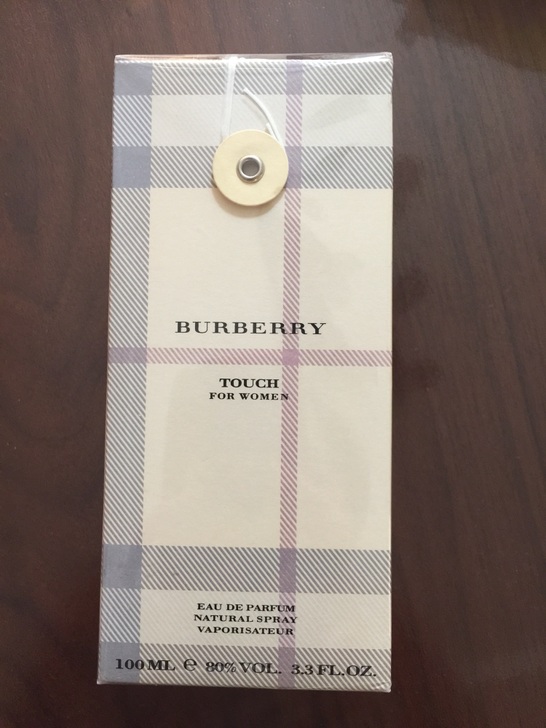 BURBERRY
TOUCH
FOR WOMEN
EAU DE PARFUM
NATURAL SPRAY
VAPORISATEUR
100 ML ℮ 80% VOL. 3.3 FL.OZ.